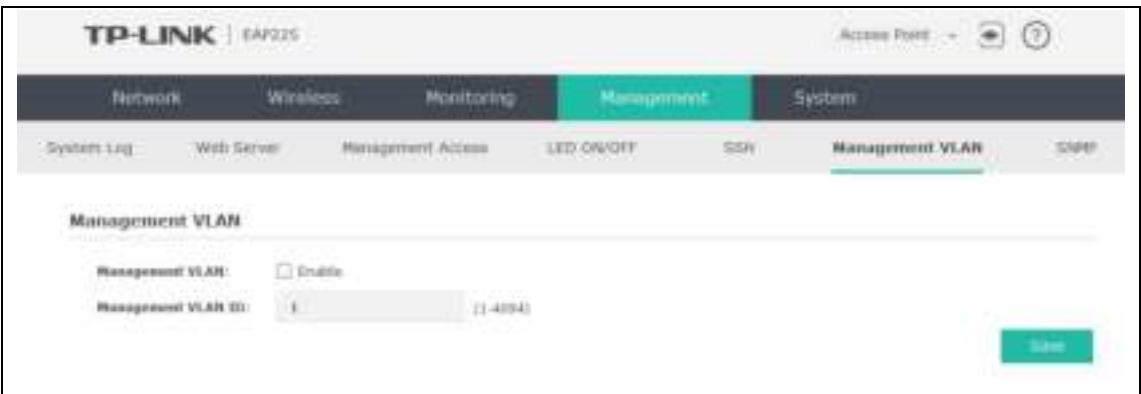 TP-LINK | EAP225 Access Point
Network Wireless Monitoring Management System
System Log Web Server Management Access LED ON/OFF SSH Management VLAN SNMP
Management VLAN
Management VLAN: Enable
Management VLAN ID: 1 (1-4094)
Save